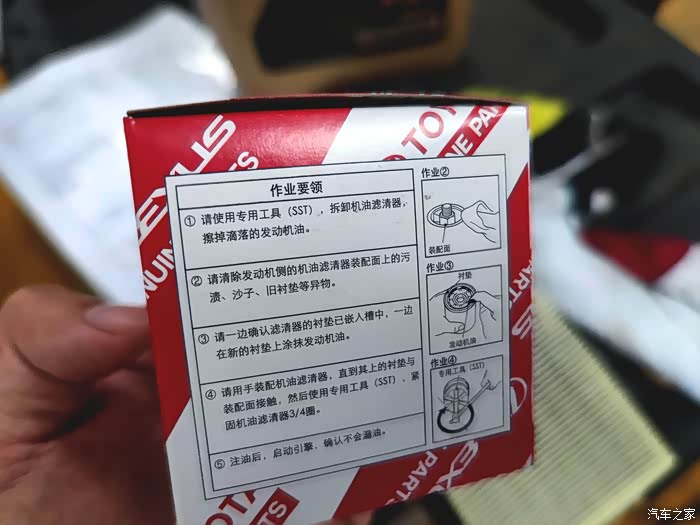 作业要领
① 请使用专用工具（SST），拆卸机油滤清器，
擦掉滴落的发动机油。
② 请清除发动机侧的机油滤清器装配面上的污
渍、沙子、旧衬垫等异物。
③ 请一边确认滤清器的衬垫已嵌入槽中，一边
在新的衬垫上涂抹发动机油。
④ 请用手装配机油滤清器，直到其上的衬垫与
装配面接触，然后使用专用工具（SST），紧
固机油滤清器3/4圈。
⑤ 注油后，启动引擎，确认不会漏油。
作业②
装配面
作业③
衬垫
发动机油
作业④
专用工具（SST）
EXUS
TOYO
NE PAR
PARTS
汽车之家